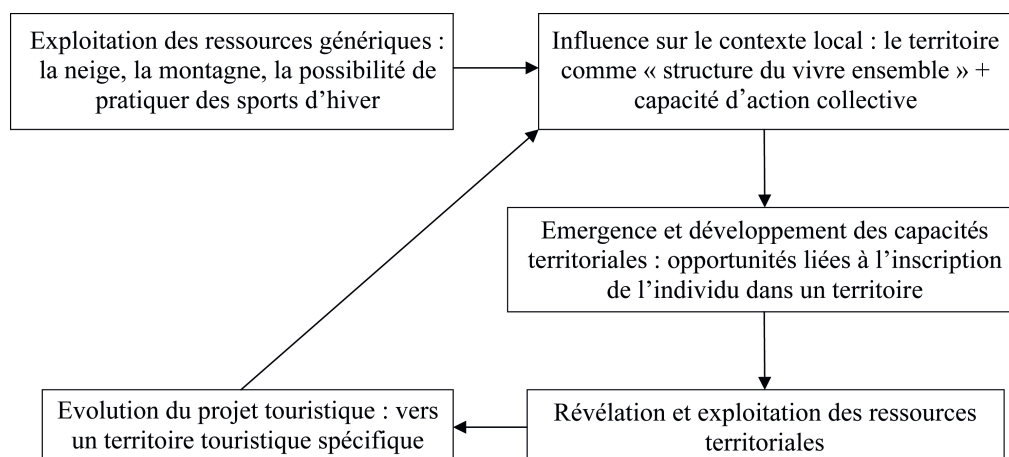 Exploitation des ressources génériques :
la neige, la montagne, la possibilité de
pratiquer des sports d’hiver
Influence sur le contexte local : le territoire
comme « structure du vivre ensemble » +
capacité d’action collective
Emergence et développement des capacités
territoriales : opportunités liées à l’inscription
de l’individu dans un territoire
Révélation et exploitation des ressources
territoriales
Evolution du projet touristique : vers
un territoire touristique spécifique